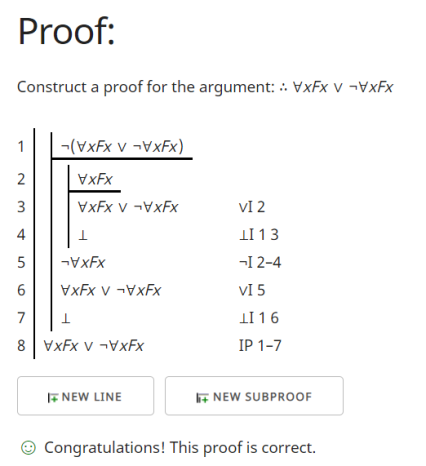 Proof:
Construct a proof for the argument: ∴ ∀xFx ∨ ¬∀xFx
1 ¬(∀xFx ∨ ¬∀xFx)
2 ∀xFx
3 ∀xFx ∨ ¬∀xFx ∨I 2
4 ⊥ ⊥I 1 3
5 ¬∀xFx ¬I 2–4
6 ∀xFx ∨ ¬∀xFx ∨I 5
7 ⊥ ⊥I 1 6
8 ∀xFx ∨ ¬∀xFx IP 1–7
NEW LINE NEW SUBPROOF
Congratulations! This proof is correct.